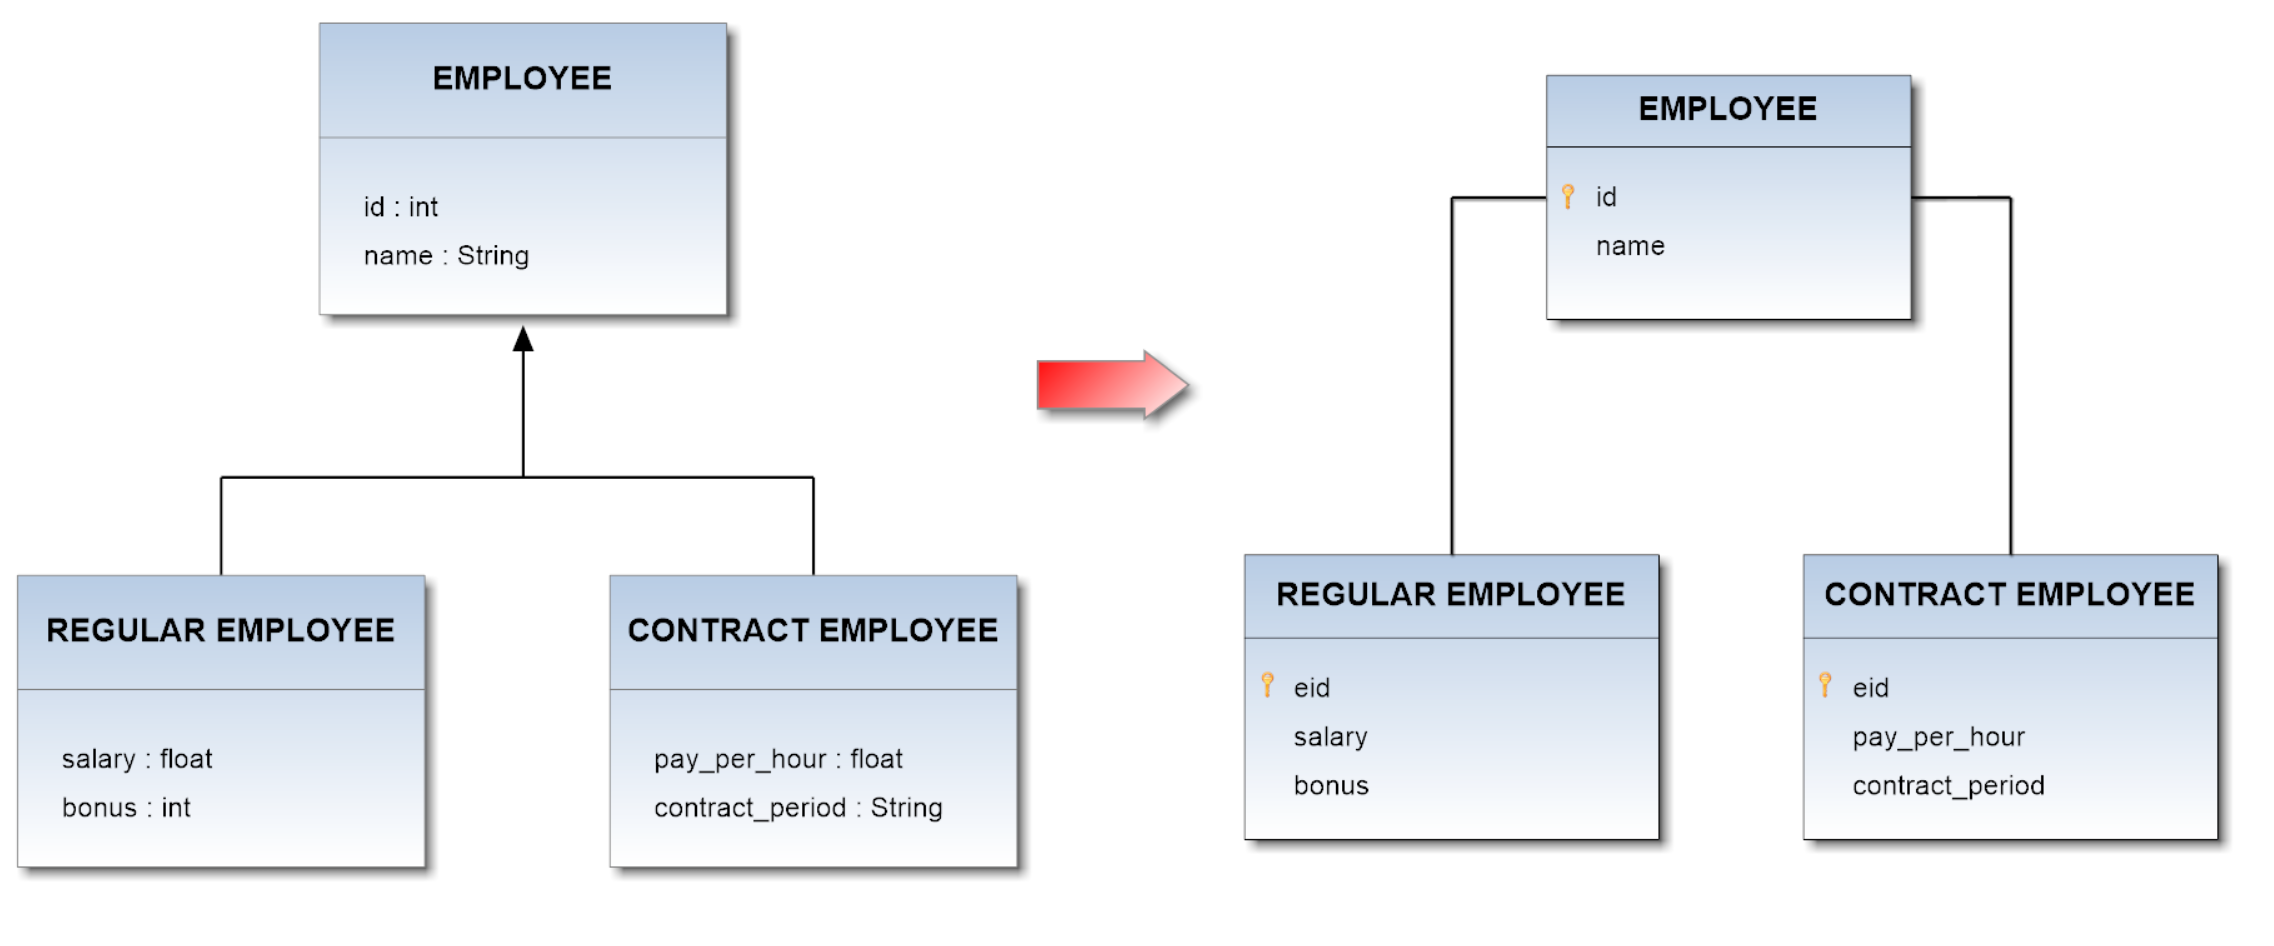 EMPLOYEE
id : int
name : String
REGULAR EMPLOYEE
salary : float
bonus : int
CONTRACT EMPLOYEE
pay_per_hour : float
contract_period : String
EMPLOYEE
id
name
REGULAR EMPLOYEE
eid
salary
bonus
CONTRACT EMPLOYEE
eid
pay_per_hour
contract_period